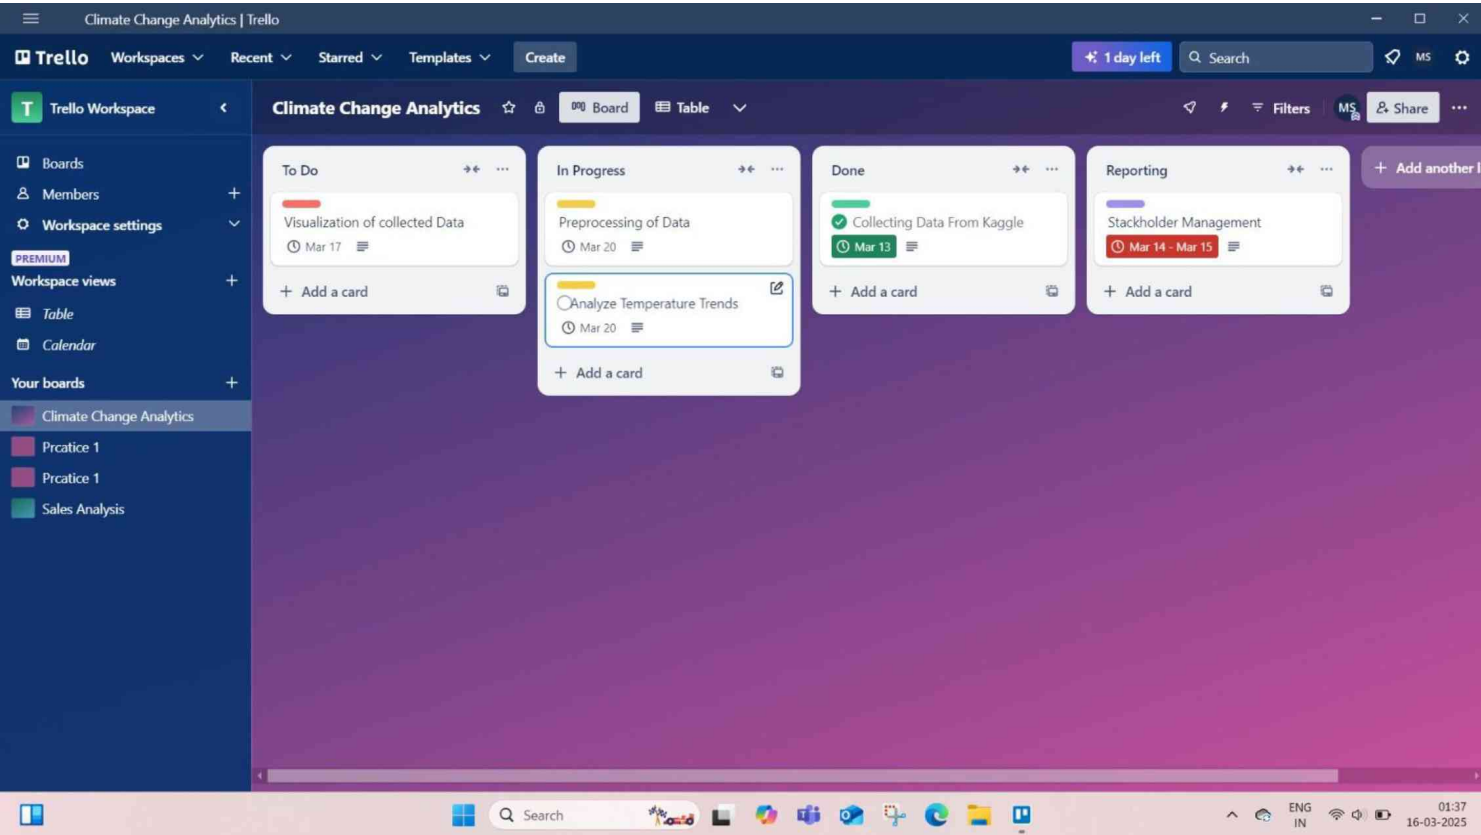 Climate Change Analytics | Trello
Trello Workspaces Recent Starred Templates Create 1 day left Search MS
T Trello Workspace
Climate Change Analytics Board Table Filters MS Share
Boards
Members
Workspace settings
PREMIUM
Workspace views
Table
Calendar
Your boards
Climate Change Analytics
Prcatice 1
Prcatice 1
Sales Analysis
To Do
Visualization of collected Data
Mar 17
+ Add a card
In Progress
Preprocessing of Data
Mar 20
Analyze Temperature Trends
Mar 20
+ Add a card
Done
Collecting Data From Kaggle
Mar 13
+ Add a card
Reporting
Stackholder Management
Mar 14 - Mar 15
+ Add a card
+ Add another l
Search
ENG
IN
01:37
16-03-2025